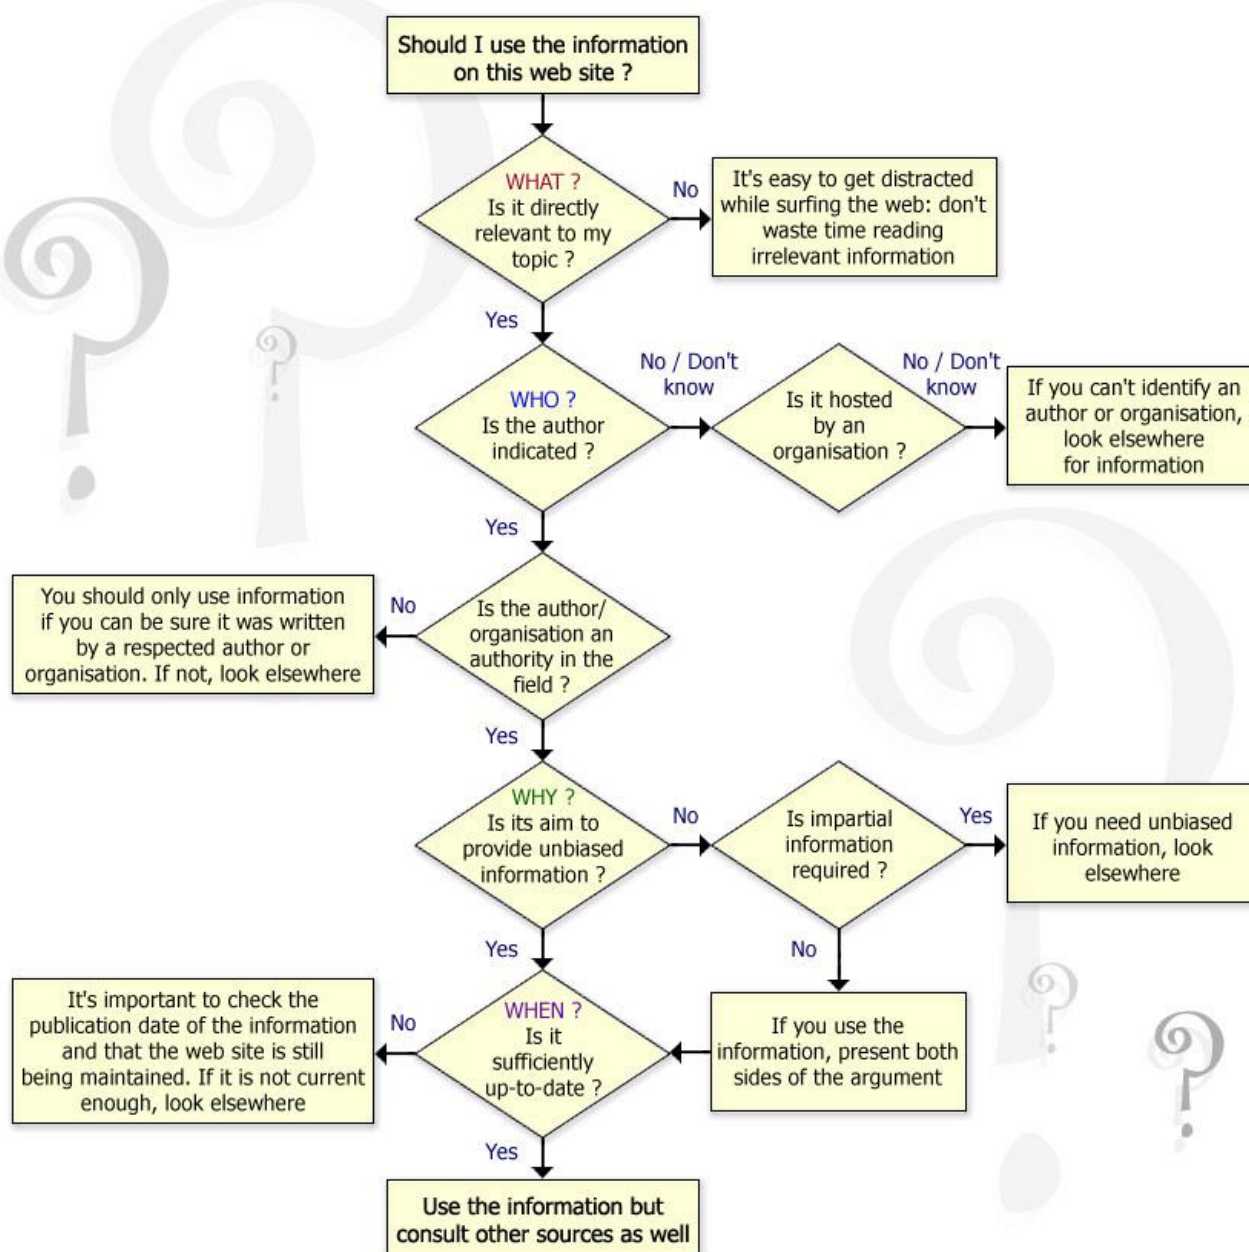 Should I use the information
on this web site ?
WHAT ?
Is it directly
relevant to my
topic ?
No
It's easy to get distracted
while surfing the web: don't
waste time reading
irrelevant information
Yes
WHO ?
Is the author
indicated ?
No / Don't
know
Is it hosted
by an
organisation ?
No / Don't
know
If you can't identify an
author or organisation,
look elsewhere
for information
Yes
Is the author/
organisation an
authority in the
field ?
No
You should only use information
if you can be sure it was written
by a respected author or
organisation. If not, look elsewhere
Yes
WHY ?
Is its aim to
provide unbiased
information ?
No
Is impartial
information
required ?
Yes
If you need unbiased
information, look
elsewhere
No
If you use the
information, present both
sides of the argument
Yes
WHEN ?
Is it
sufficiently
up-to-date ?
No
It's important to check the
publication date of the information
and that the web site is still
being maintained. If it is not current
enough, look elsewhere
Yes
Use the information but
consult other sources as well